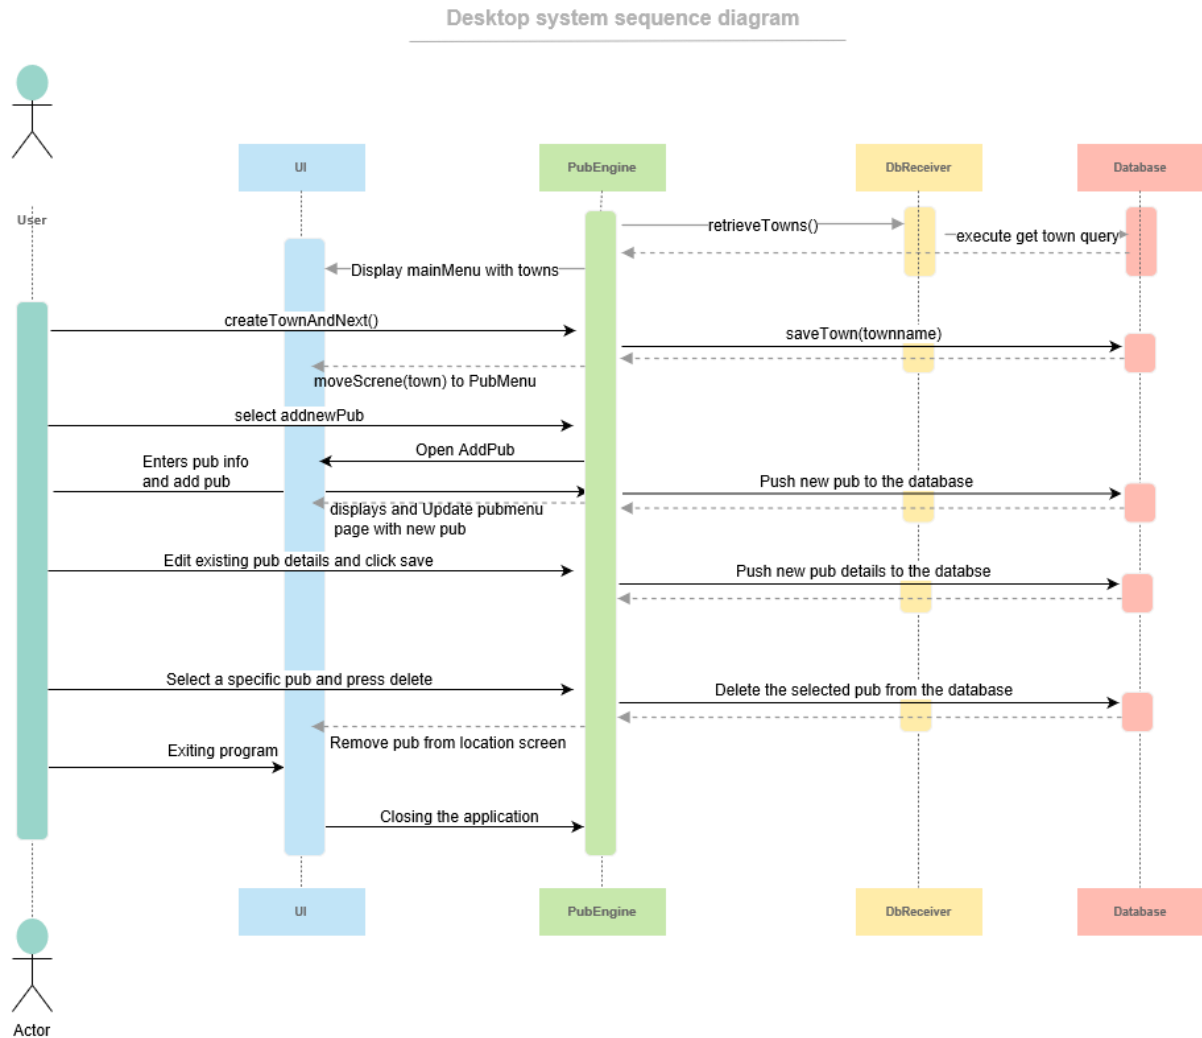 Desktop system sequence diagram
UI
PubEngine
DbReceiver
Database
User
retrieveTowns()
execute get town query
Display mainMenu with towns
createTownAndNext()
saveTown(townname)
moveScrene(town) to PubMenu
select addnewPub
Open AddPub
Enters pub info
and add pub
Push new pub to the database
displays and Update pubmenu
page with new pub
Edit existing pub details and click save
Push new pub details to the databse
Select a specific pub and press delete
Delete the selected pub from the database
Remove pub from location screen
Exiting program
Closing the application
UI
PubEngine
DbReceiver
Database
Actor